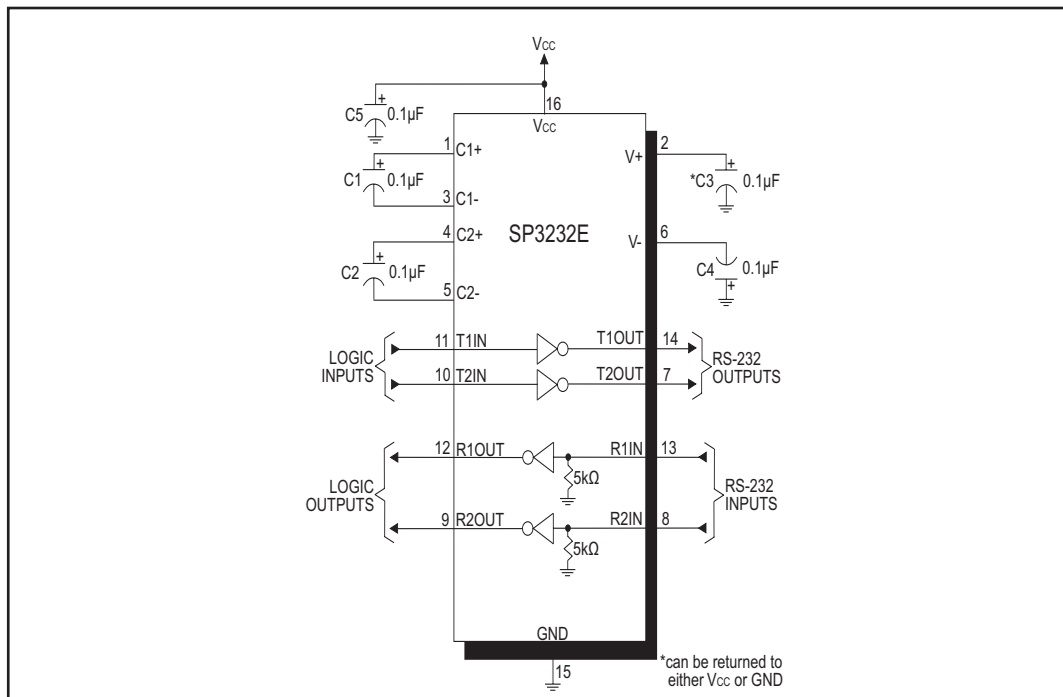 Vcc
C5
+
0.1µF
16
Vcc
1
C1+
+
C1
0.1µF
3
C1-
4
C2+
+
C2
0.1µF
5
C2-
SP3232E
V+
2
+
*C3
0.1µF
V-
6
C4
0.1µF
+
LOGIC
INPUTS
11
T1IN
T1OUT
14
10
T2IN
T2OUT
7
RS-232
OUTPUTS
LOGIC
OUTPUTS
12
R1OUT
R1IN
13
5kΩ
9
R2OUT
R2IN
8
5kΩ
RS-232
INPUTS
GND
15
*can be returned to
either Vcc or GND